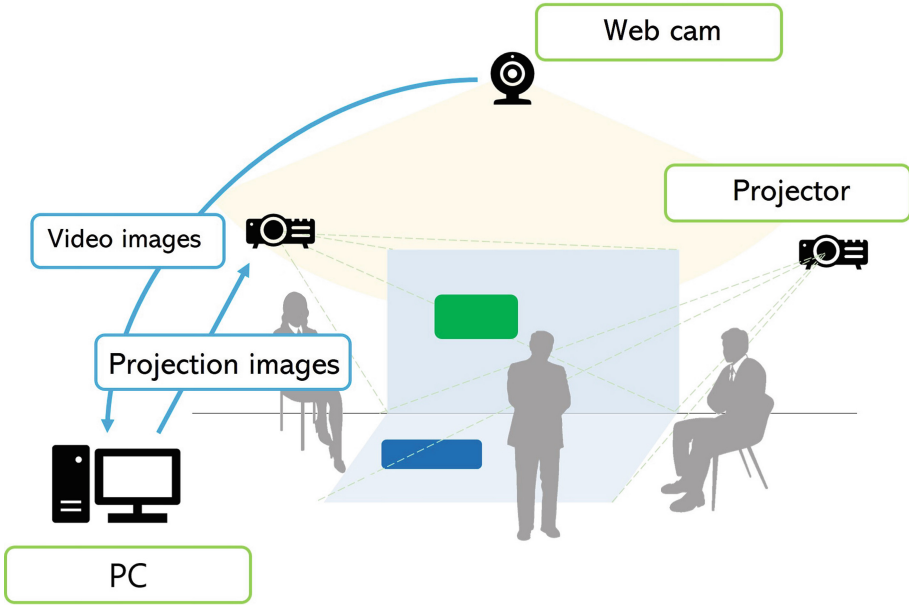 Web cam
Projector
Video images
Projection images
PC